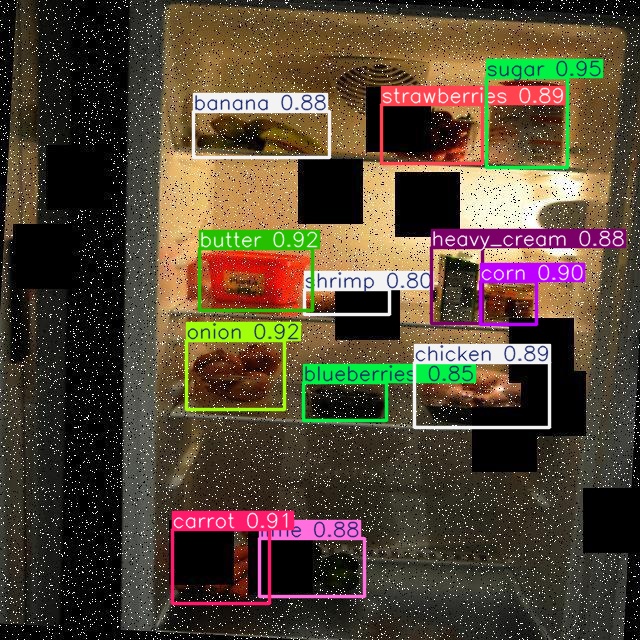 sugar 0.95
banana 0.88
strawberries 0.89
butter 0.92
heavy_cream 0.88
shrimp 0.80
corn 0.90
onion 0.92
chicken 0.89
blueberries 0.85
carrot 0.91
lime 0.88